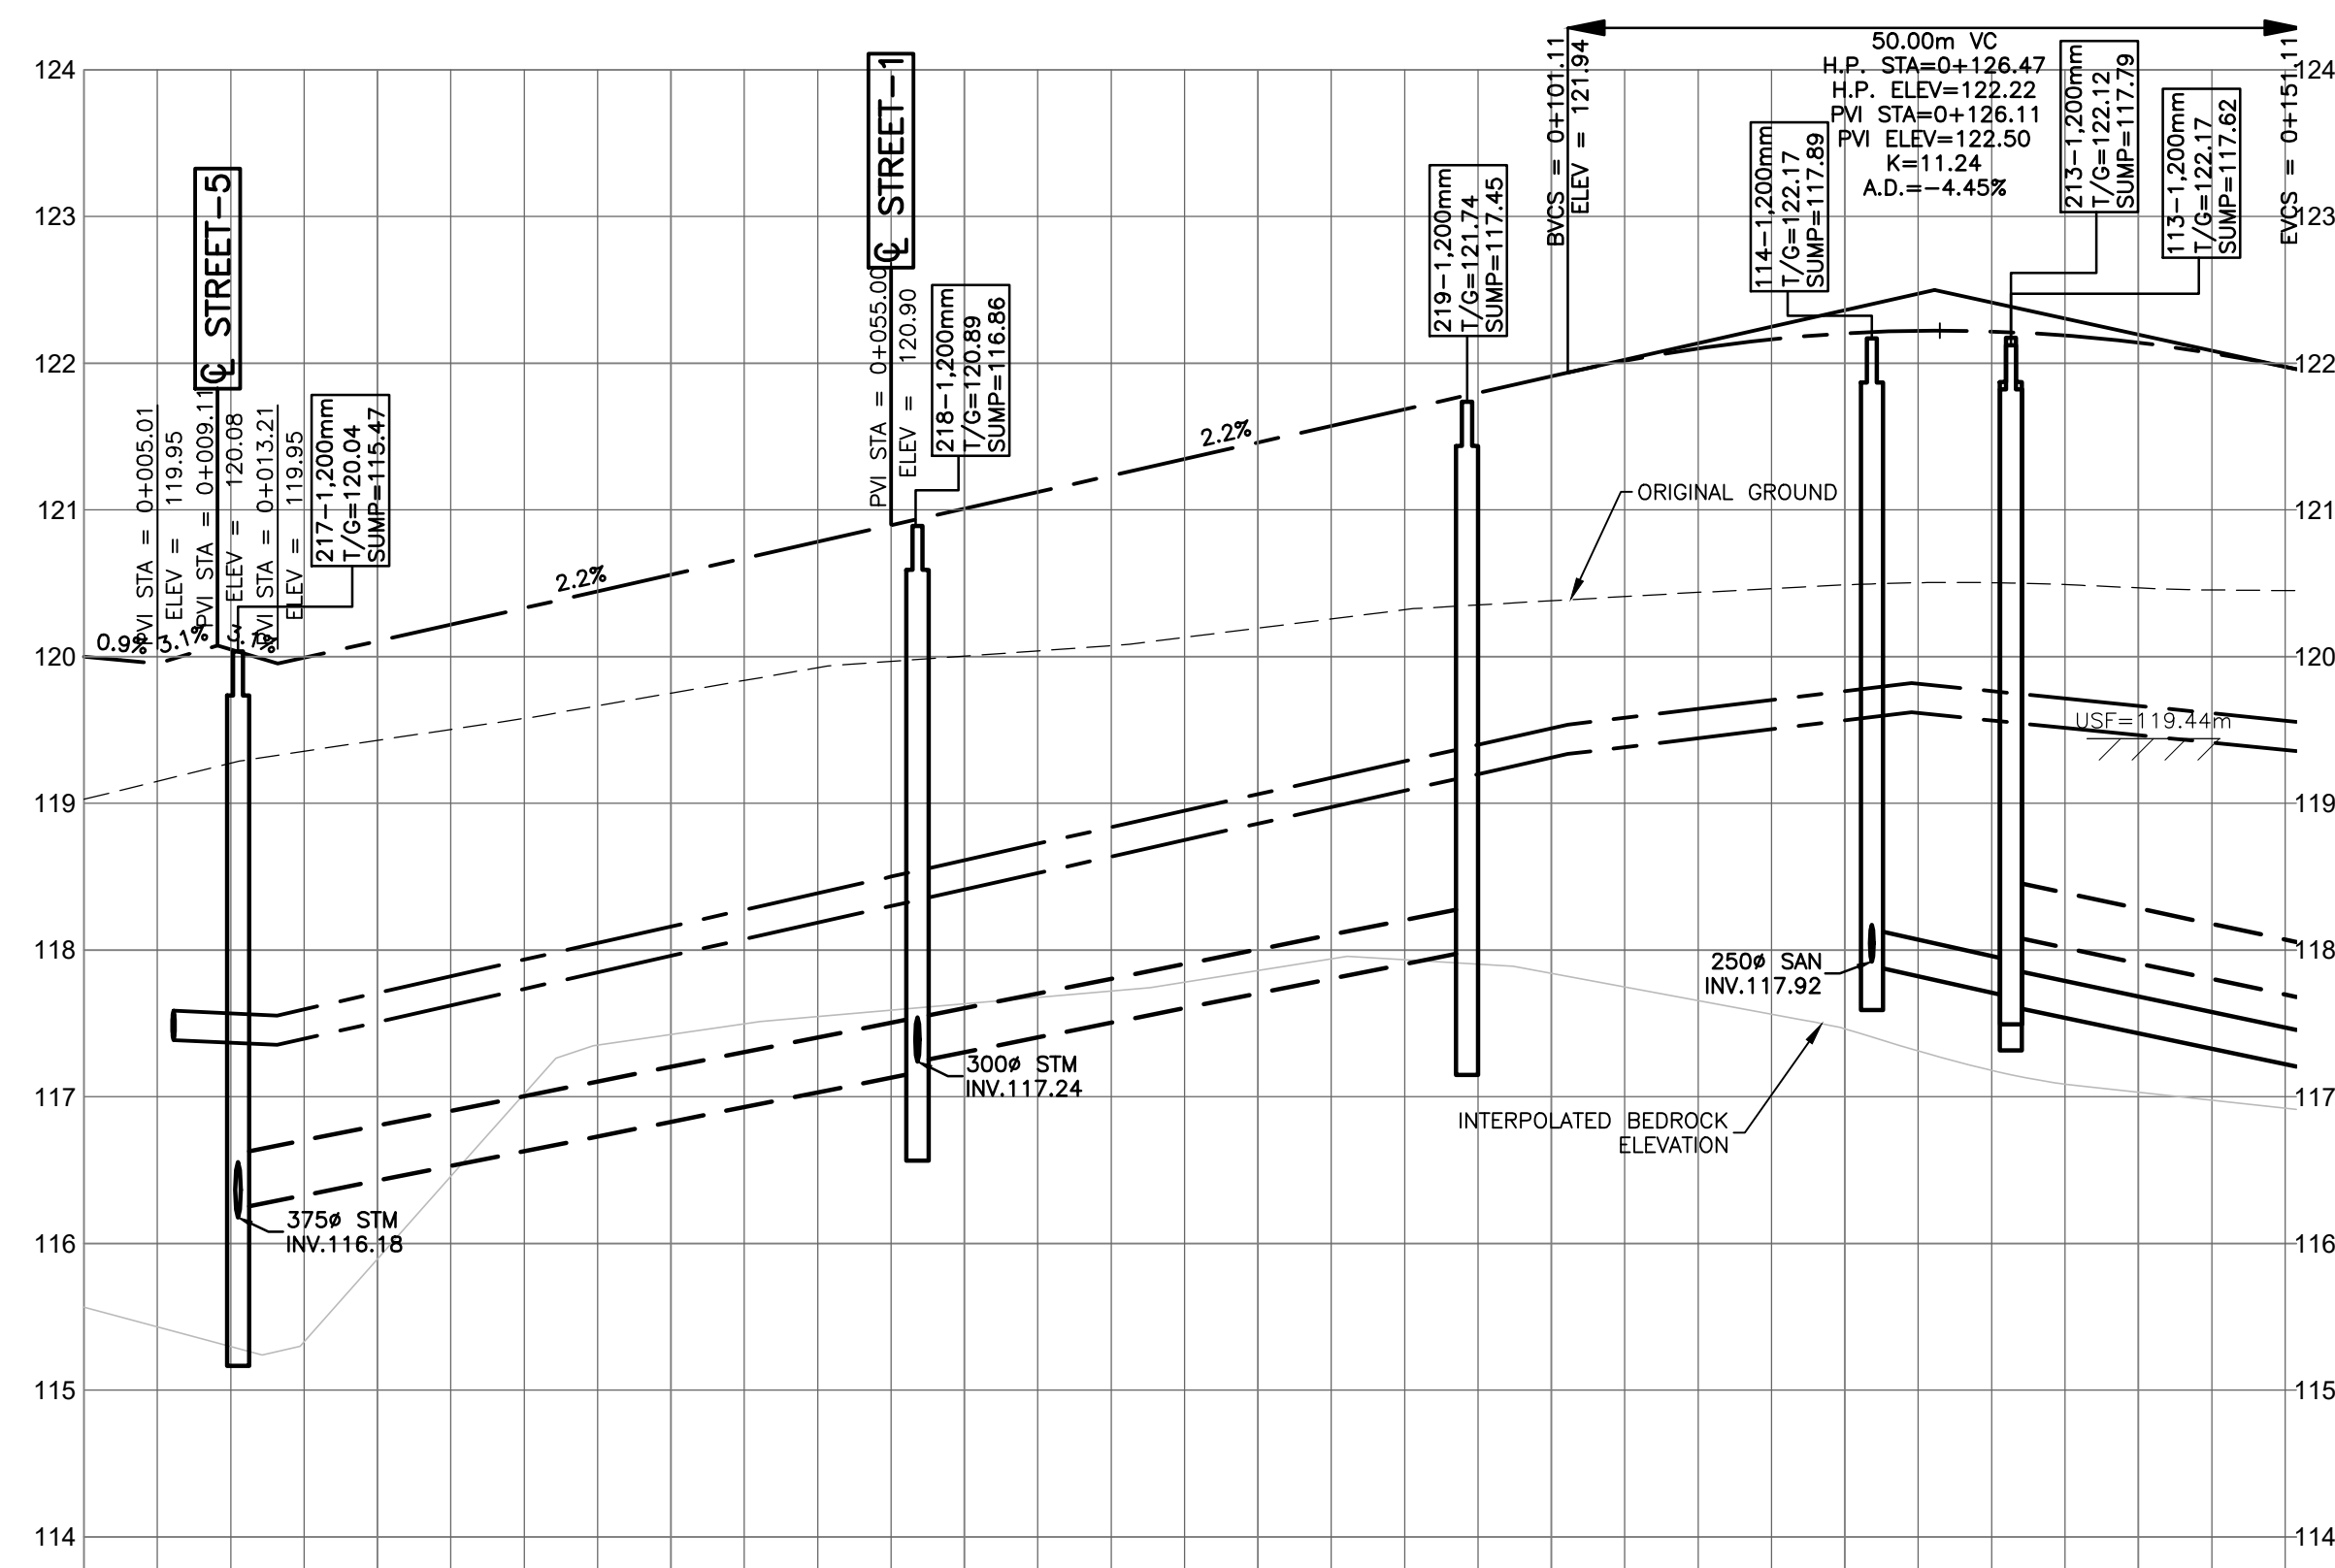 124
123
122
121
120
119
118
117
116
115
114
℄ STREET-5
PVI STA = 0+005.01
ELEV = 119.95
PVI STA = 0+009.11
ELEV = 120.08
PVI STA = 0+013.21
ELEV = 119.95
217-1,200mm
T/G=120.04
SUMP=115.47
0.9%
3.1%
3.1%
2.2%
℄ STREET-1
PVI STA = 0+055.00
ELEV = 120.90
218-1,200mm
T/G=120.89
SUMP=116.86
2.2%
219-1,200mm
T/G=121.74
SUMP=117.45
BVCS = 0+101.11
ELEV = 121.94
50.00m VC
H.P. STA=0+126.47
H.P. ELEV=122.22
PVI STA=0+126.11
PVI ELEV=122.50
K=11.24
A.D.=-4.45%
114-1,200mm
T/G=122.17
SUMP=117.89
213-1,200mm
T/G=122.12
SUMP=117.79
113-1,200mm
T/G=122.17
SUMP=117.62
EVCS = 0+151.11
ORIGINAL GROUND
USF=119.44m
250ø SAN
INV.117.92
300ø STM
INV.117.24
INTERPOLATED BEDROCK
ELEVATION
375ø STM
INV.116.18
124
123
122
121
120
119
118
117
116
115
114